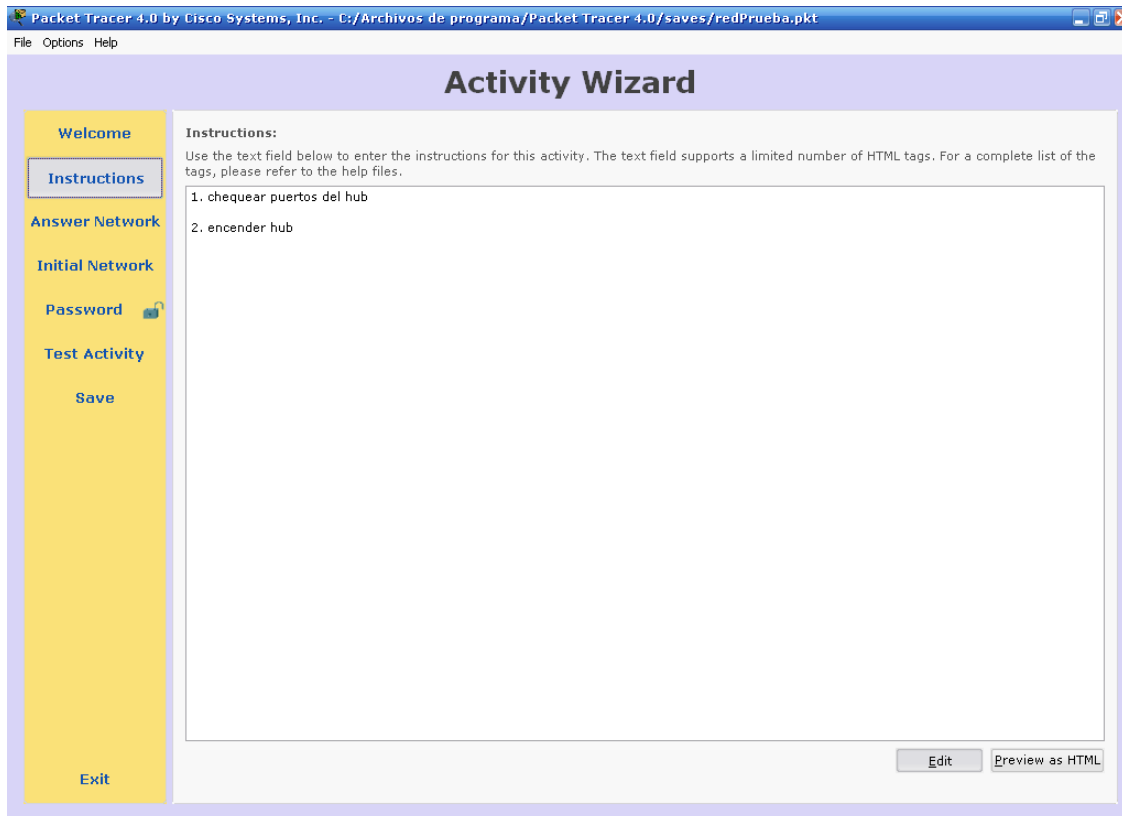 Packet Tracer 4.0 by Cisco Systems, Inc. - C:/Archivos de programa/Packet Tracer 4.0/saves/redPrueba.pkt
File Options Help
Activity Wizard
Welcome
Instructions
Answer Network
Initial Network
Password
Test Activity
Save
Exit
Instructions:
Use the text field below to enter the instructions for this activity. The text field supports a limited number of HTML tags. For a complete list of the
tags, please refer to the help files.
1. chequear puertos del hub
2. encender hub
Edit
Preview as HTML